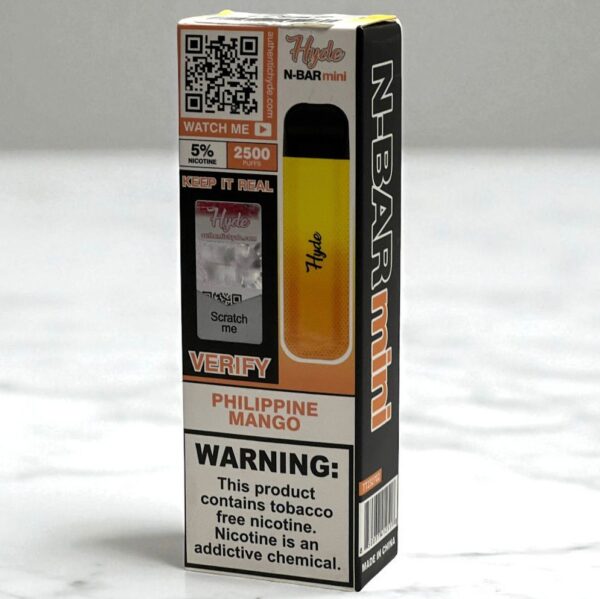 Hyde
N-BAR mini
authentichyde.com
WATCH ME
5%
NICOTINE
2500
PUFFS
KEEP IT REAL
Hyde
authentichyde.com
Scratch
me
VERIFY
Hyde
PHILIPPINE
MANGO
WARNING:
This product
contains tobacco
free nicotine.
Nicotine is an
addictive chemical.
N-BAR mini
MADE IN CHINA